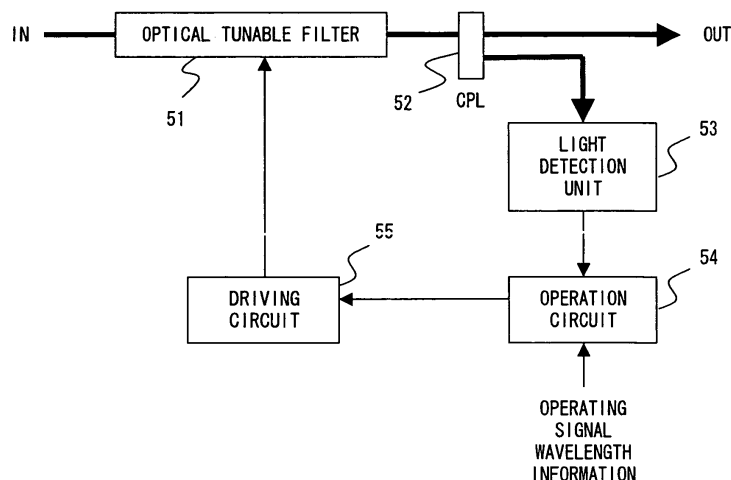 IN
OPTICAL TUNABLE FILTER
OUT
51
52
CPL
53
LIGHT
DETECTION
UNIT
55
54
DRIVING
CIRCUIT
OPERATION
CIRCUIT
OPERATING
SIGNAL
WAVELENGTH
INFORMATION